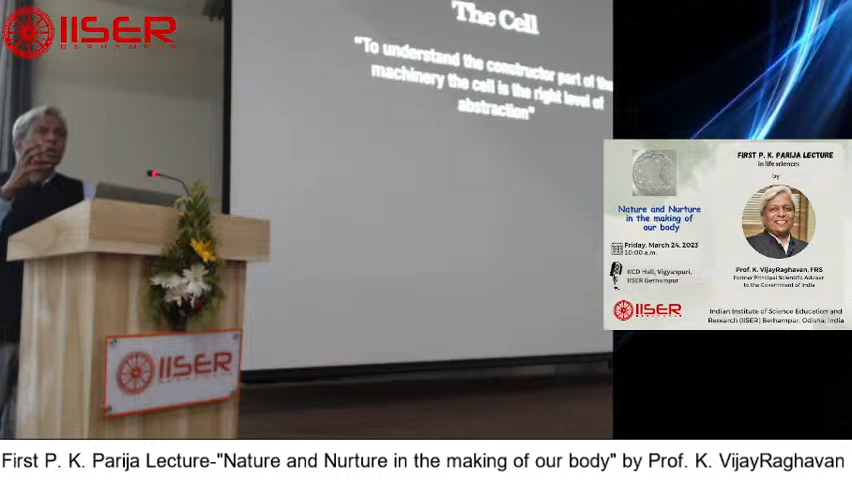 IISER
BERHAMPUR
The Cell
"To understand the constructor part of the
machinery the cell is the right level of
abstraction"
FIRST P. K. PARIJA LECTURE
in life sciences
by
Nature and Nurture
in the making of
our body
Friday, March 24, 2023
10:00 a.m.
Prof. K. VijayRaghavan, FRS
Former Principal Scientific Adviser
to the Government of India
Hall, Vigyanpuri,
IISER Berhampur
IISER
Indian Institute of Science Education and
Research (IISER) Berhampur, Odisha, India
IISER
First P. K. Parija Lecture-"Nature and Nurture in the making of our body" by Prof. K. VijayRaghavan